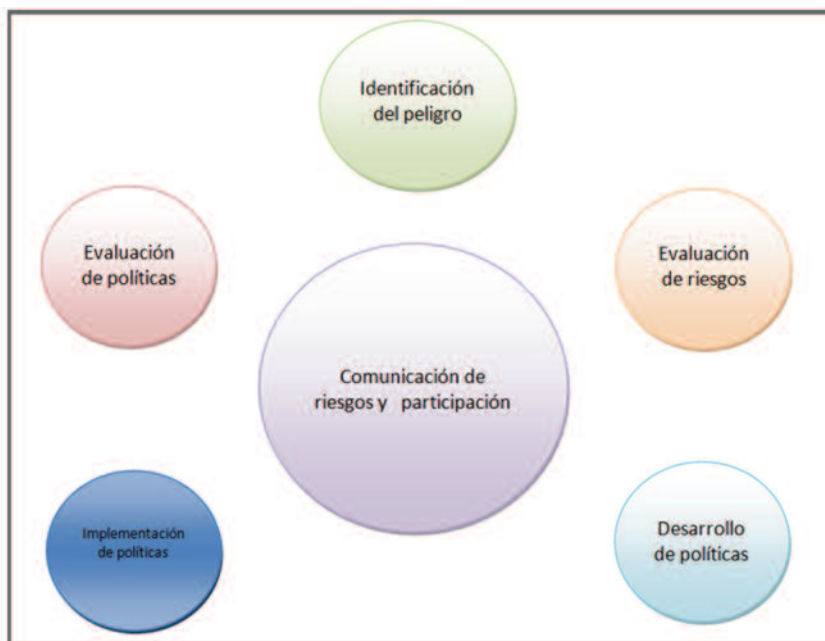 Identificación
del peligro
Evaluación
de políticas
Evaluación
de riesgos
Comunicación de
riesgos y participación
Implementación
de políticas
Desarrollo
de políticas